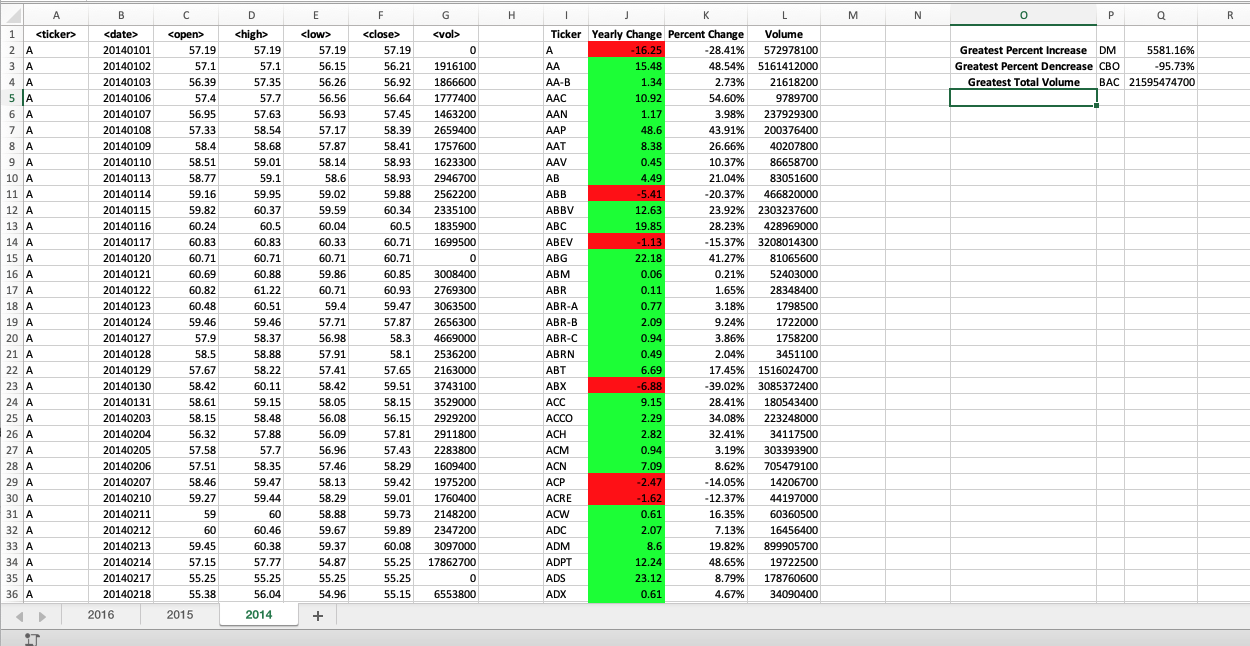 A B C D E F G H I J K L M N O P Q R
1 <ticker> <date> <open> <high> <low> <close> <vol> Ticker Yearly Change Percent Change Volume
2 A 20140101 57.19 57.19 57.19 57.19 0 A -16.25 -28.41% 572978100 Greatest Percent Increase DM 5581.16%
3 A 20140102 57.1 57.1 56.15 56.21 1916100 AA 15.48 48.54% 5161412000 Greatest Percent Dencrease CBO -95.73%
4 A 20140103 56.39 57.35 56.26 56.92 1866600 AA-B 1.34 2.73% 21618200 Greatest Total Volume BAC 21595474700
5 A 20140106 57.4 57.7 56.56 56.64 1777400 AAC 10.92 54.60% 9789700
6 A 20140107 56.95 57.63 56.93 57.45 1463200 AAN 1.17 3.98% 237929300
7 A 20140108 57.33 58.54 57.17 58.39 2659400 AAP 48.6 43.91% 200376400
8 A 20140109 58.4 58.68 57.87 58.41 1757600 AAT 8.38 26.66% 40207800
9 A 20140110 58.51 59.01 58.14 58.93 1623300 AAV 0.45 10.37% 86658700
10 A 20140113 58.77 59.1 58.6 58.93 2946700 AB 4.49 21.04% 83051600
11 A 20140114 59.16 59.95 59.02 59.88 2562200 ABB -5.41 -20.37% 466820000
12 A 20140115 59.82 60.37 59.59 60.34 2335100 ABBV 12.63 23.92% 2303237600
13 A 20140116 60.24 60.5 60.04 60.5 1835900 ABC 19.85 28.23% 428969000
14 A 20140117 60.83 60.83 60.33 60.71 1699500 ABEV -1.13 -15.37% 3208014300
15 A 20140120 60.71 60.71 60.71 60.71 0 ABG 22.18 41.27% 81065600
16 A 20140121 60.69 60.88 59.86 60.85 3008400 ABM 0.06 0.21% 52403000
17 A 20140122 60.82 61.22 60.71 60.93 2769300 ABR 0.11 1.65% 28348400
18 A 20140123 60.48 60.51 59.4 59.47 3063500 ABR-A 0.77 3.18% 1798500
19 A 20140124 59.46 59.46 57.71 57.87 2656300 ABR-B 2.09 9.24% 1722000
20 A 20140127 57.9 58.37 56.98 58.3 4669000 ABR-C 0.94 3.86% 1758200
21 A 20140128 58.5 58.88 57.91 58.1 2536200 ABRN 0.49 2.04% 3451100
22 A 20140129 57.67 58.22 57.41 57.65 2163000 ABT 6.69 17.45% 1516024700
23 A 20140130 58.42 60.11 58.42 59.51 3743100 ABX -6.88 -39.02% 3085372400
24 A 20140131 58.61 59.15 58.05 58.15 3529000 ACC 9.15 28.41% 180543400
25 A 20140203 58.15 58.48 56.08 56.15 2929200 ACCO 2.29 34.08% 223248000
26 A 20140204 56.32 57.88 56.09 57.81 2911800 ACH 2.82 32.41% 34117500
27 A 20140205 57.58 57.7 56.96 57.43 2283800 ACM 0.94 3.19% 303393900
28 A 20140206 57.51 58.35 57.46 58.29 1609400 ACN 7.09 8.62% 705479100
29 A 20140207 58.46 59.47 58.13 59.42 1975200 ACP -2.47 -14.05% 14206700
30 A 20140210 59.27 59.44 58.29 59.01 1760400 ACRE -1.62 -12.37% 44197000
31 A 20140211 59 60 58.88 59.73 2148200 ACW 0.61 16.35% 60360500
32 A 20140212 60 60.46 59.67 59.89 2347200 ADC 2.07 7.13% 16456400
33 A 20140213 59.45 60.38 59.37 60.08 3097000 ADM 8.6 19.82% 899905700
34 A 20140214 57.15 57.77 54.87 55.25 17862700 ADPT 12.24 48.65% 19722500
35 A 20140217 55.25 55.25 55.25 55.25 0 ADS 23.12 8.79% 178760600
36 A 20140218 55.38 56.04 54.96 55.15 6553800 ADX 0.61 4.67% 34090400
2016 2015 2014 +